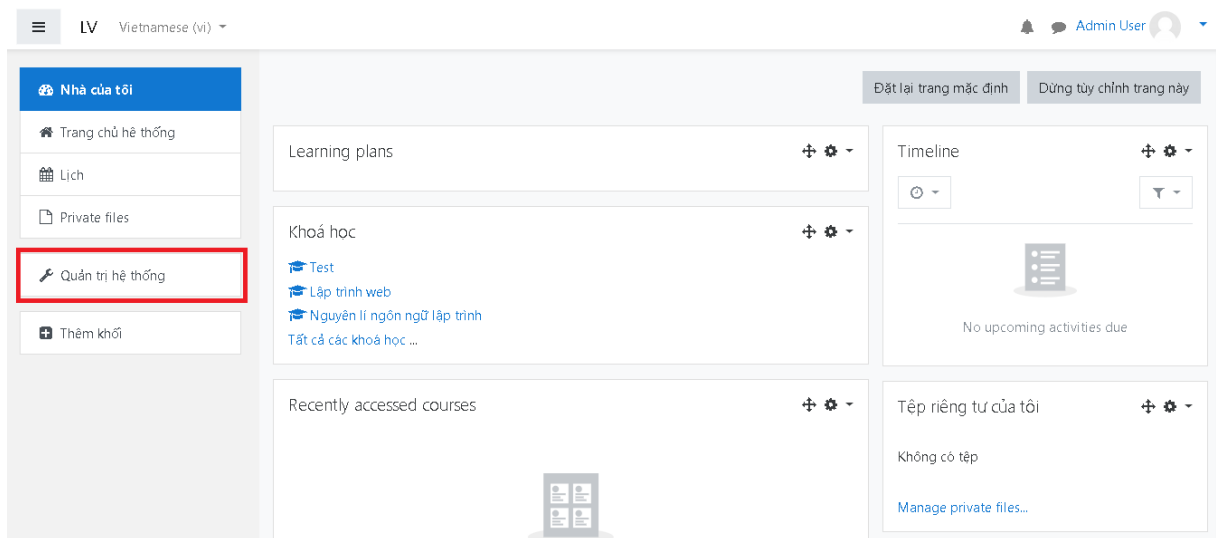 LV Vietnamese (vi)
Admin User
Nhà của tôi
Trang chủ hệ thống
Lịch
Private files
Quản trị hệ thống
Thêm khối
Đặt lại trang mặc định
Dừng tùy chỉnh trang này
Learning plans
Khoá học
Test
Lập trình web
Nguyên lí ngôn ngữ lập trình
Tất cả các khoá học ...
Recently accessed courses
Timeline
No upcoming activities due
Tệp riêng tư của tôi
Không có tệp
Manage private files...